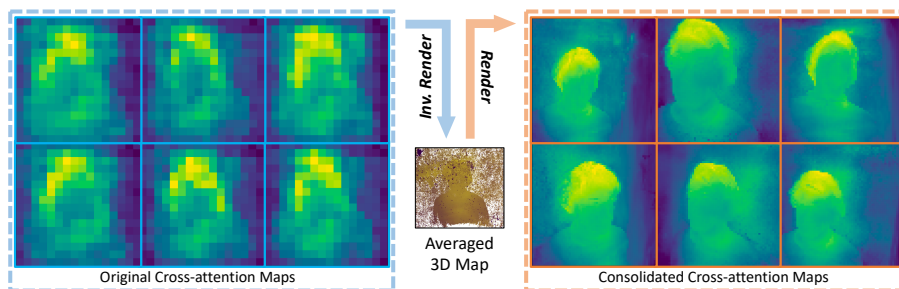 Inv. Render
Render
Averaged
3D Map
Original Cross-attention Maps
Consolidated Cross-attention Maps